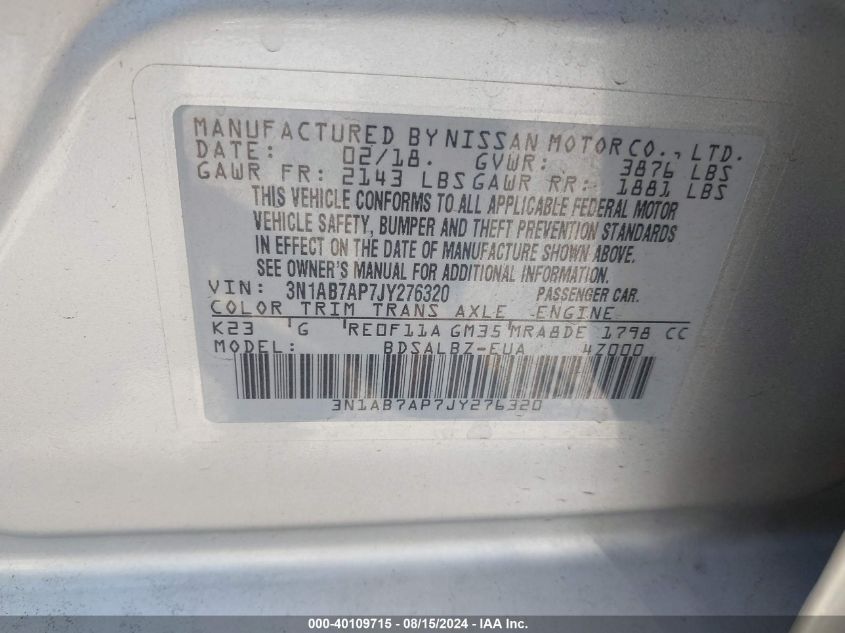 MANUFACTURED BY NISSAN MOTOR CO., LTD.
DATE: 02/18. GVWR: 3876 LBS
GAWR FR: 2143 LBS GAWR RR: 1881 LBS
THIS VEHICLE CONFORMS TO ALL APPLICABLE FEDERAL MOTOR
VEHICLE SAFETY, BUMPER AND THEFT PREVENTION STANDARDS
IN EFFECT ON THE DATE OF MANUFACTURE SHOWN ABOVE.
SEE OWNER'S MANUAL FOR ADDITIONAL INFORMATION.
VIN: 3N1AB7AP7JY276320 PASSENGER CAR.
COLOR TRIM TRANS AXLE ENGINE
K23 G RE0F11A GM35 MRA8DE 1798 CC
MODEL: BDSALBZ-EUA 4Z000
3N1AB7AP7JY276320
000-40109715 - 08/15/2024 - IAA Inc.